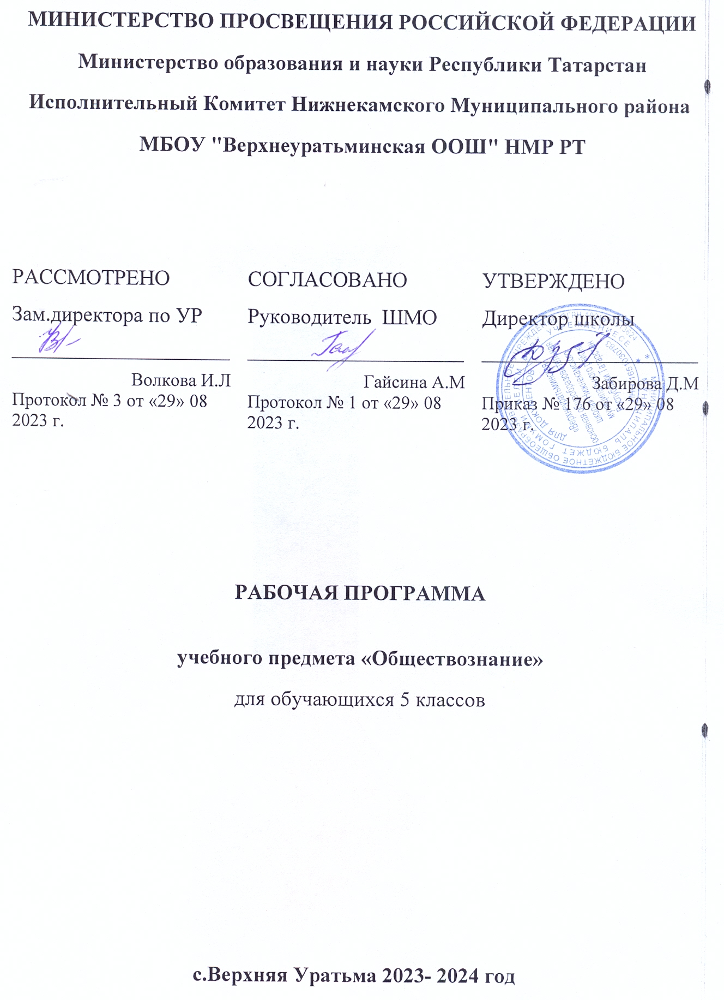 МИНИСТЕРСТВО ПРОСВЕЩЕНИЯ РОССИЙСКОЙ ФЕДЕРАЦИИ
Министерство образования и науки Республики Татарстан
Исполнительный Комитет Нижнекамского Муниципального района
МБОУ "Верхнеуратьминская ООШ" НМР РТ
РАССМОТРЕНО
Зам.директора по УР
Волкова И.Л
Протокол № 3 от «29» 08
2023 г.
СОГЛАСОВАНО
Руководитель ШМО
Гайсина А.М
Протокол № 1 от «29» 08
2023 г.
УТВЕРЖДЕНО
Директор школы
Забирова Д.М
Приказ № 176 от «29» 08
2023 г.
ДЛЯ ДОКУМЕНТОВ
РАБОЧАЯ ПРОГРАММА
учебного предмета «Обществознание»
для обучающихся 5 классов
с.Верхняя Уратьма 2023- 2024 год